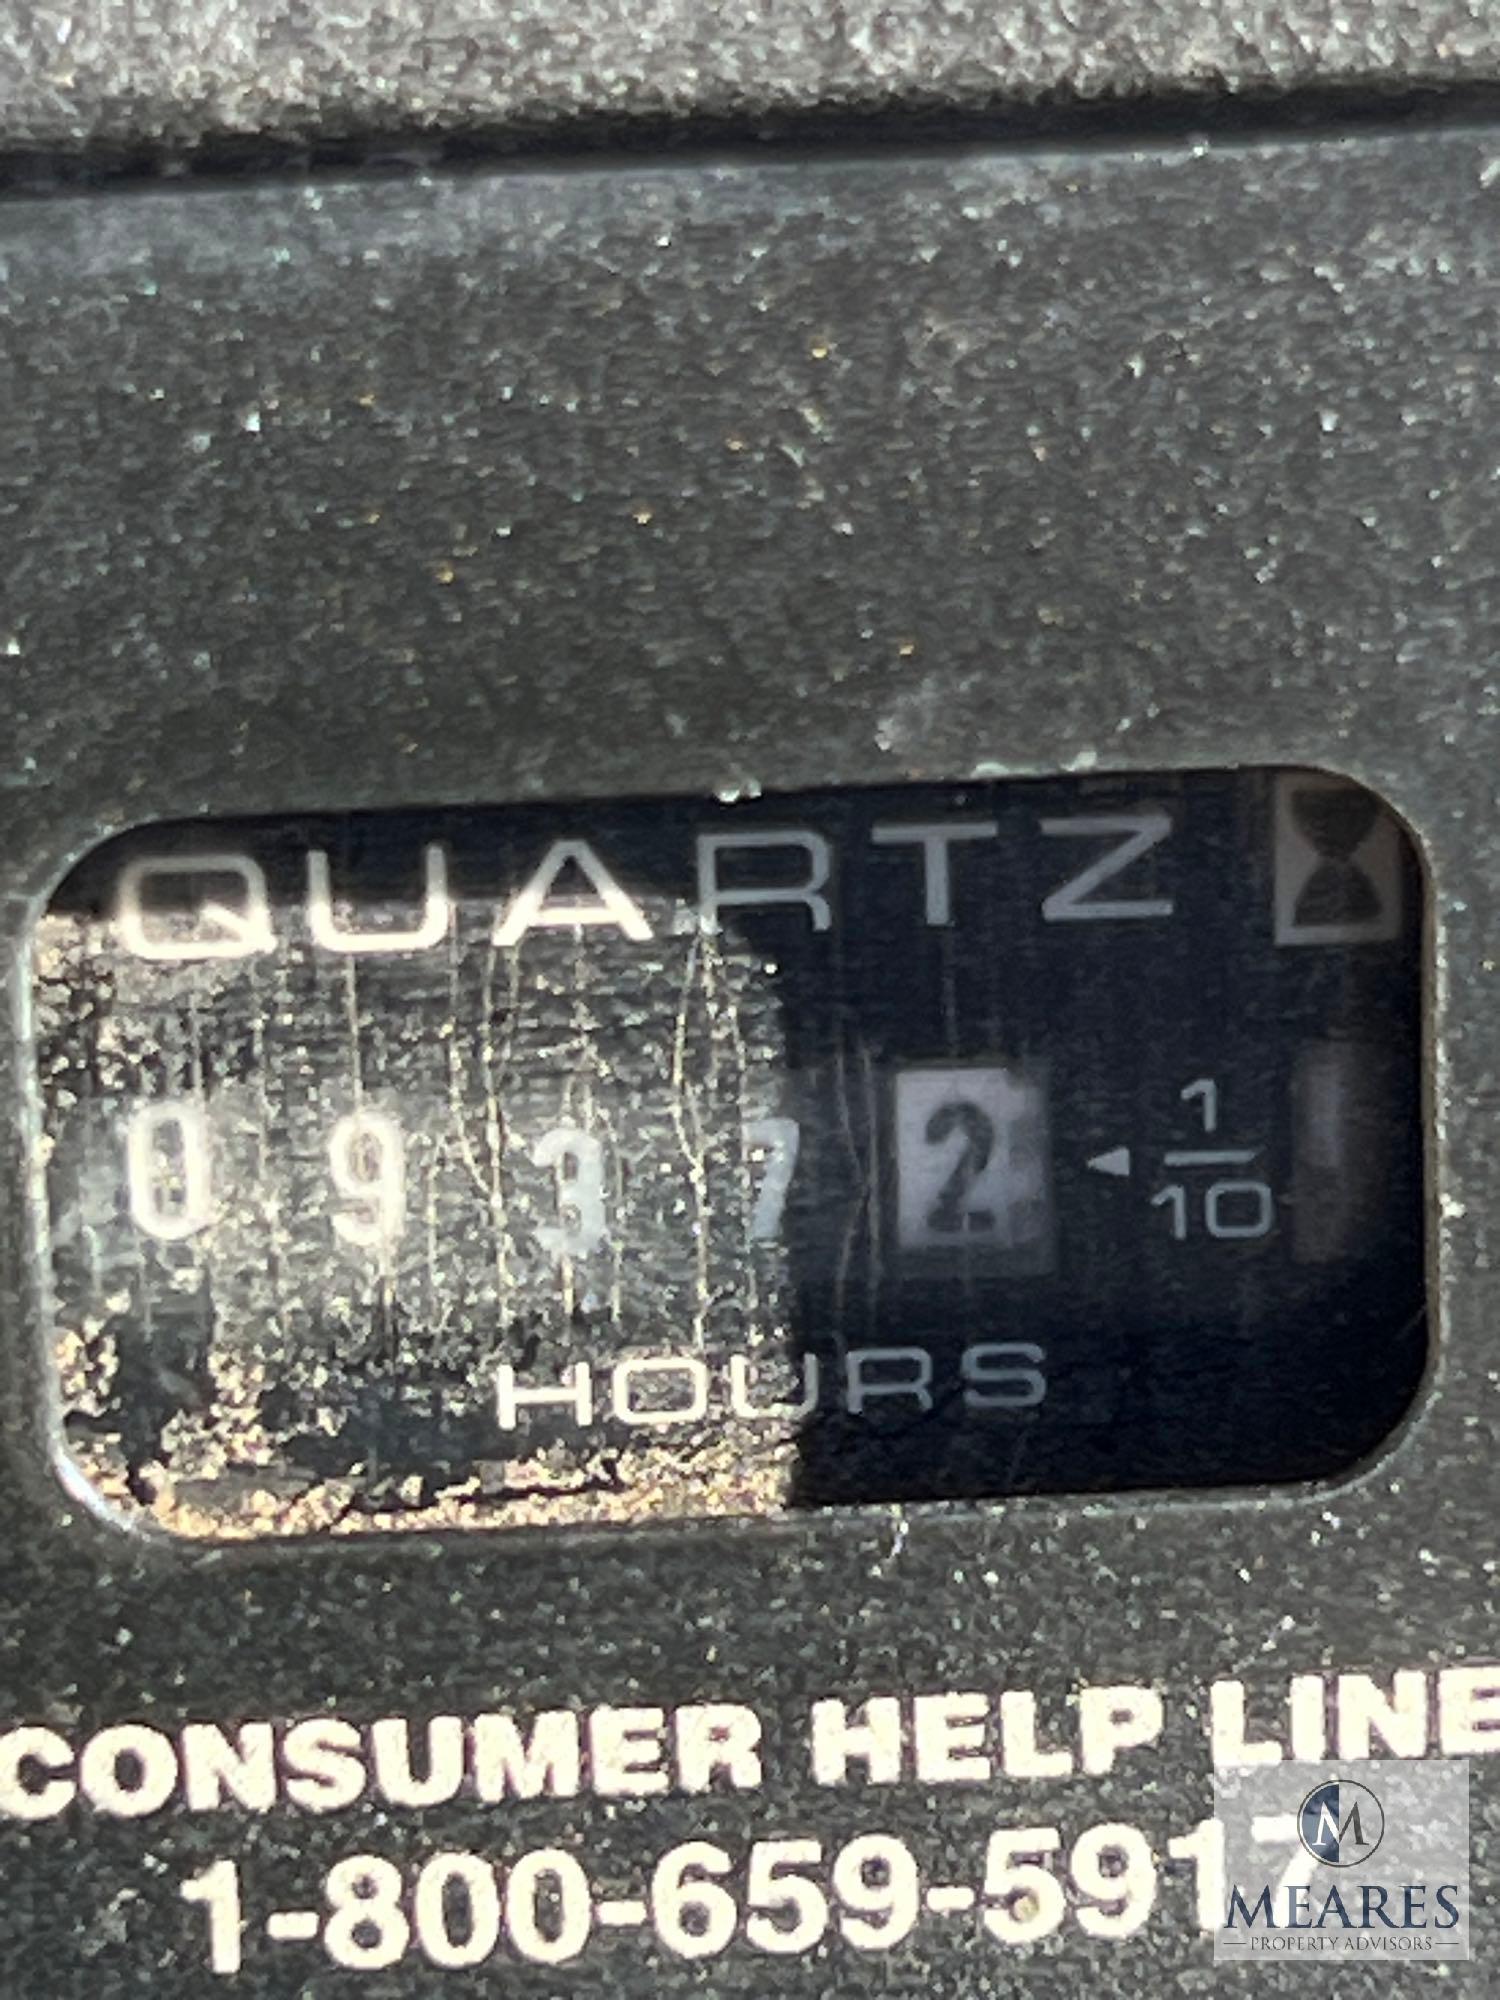 QUARTZ
0 9 3 7 2 ◄ 1/10
HOURS
CONSUMER HELP LINE
1-800-659-5917
M
MEARES
PROPERTY ADVISORS